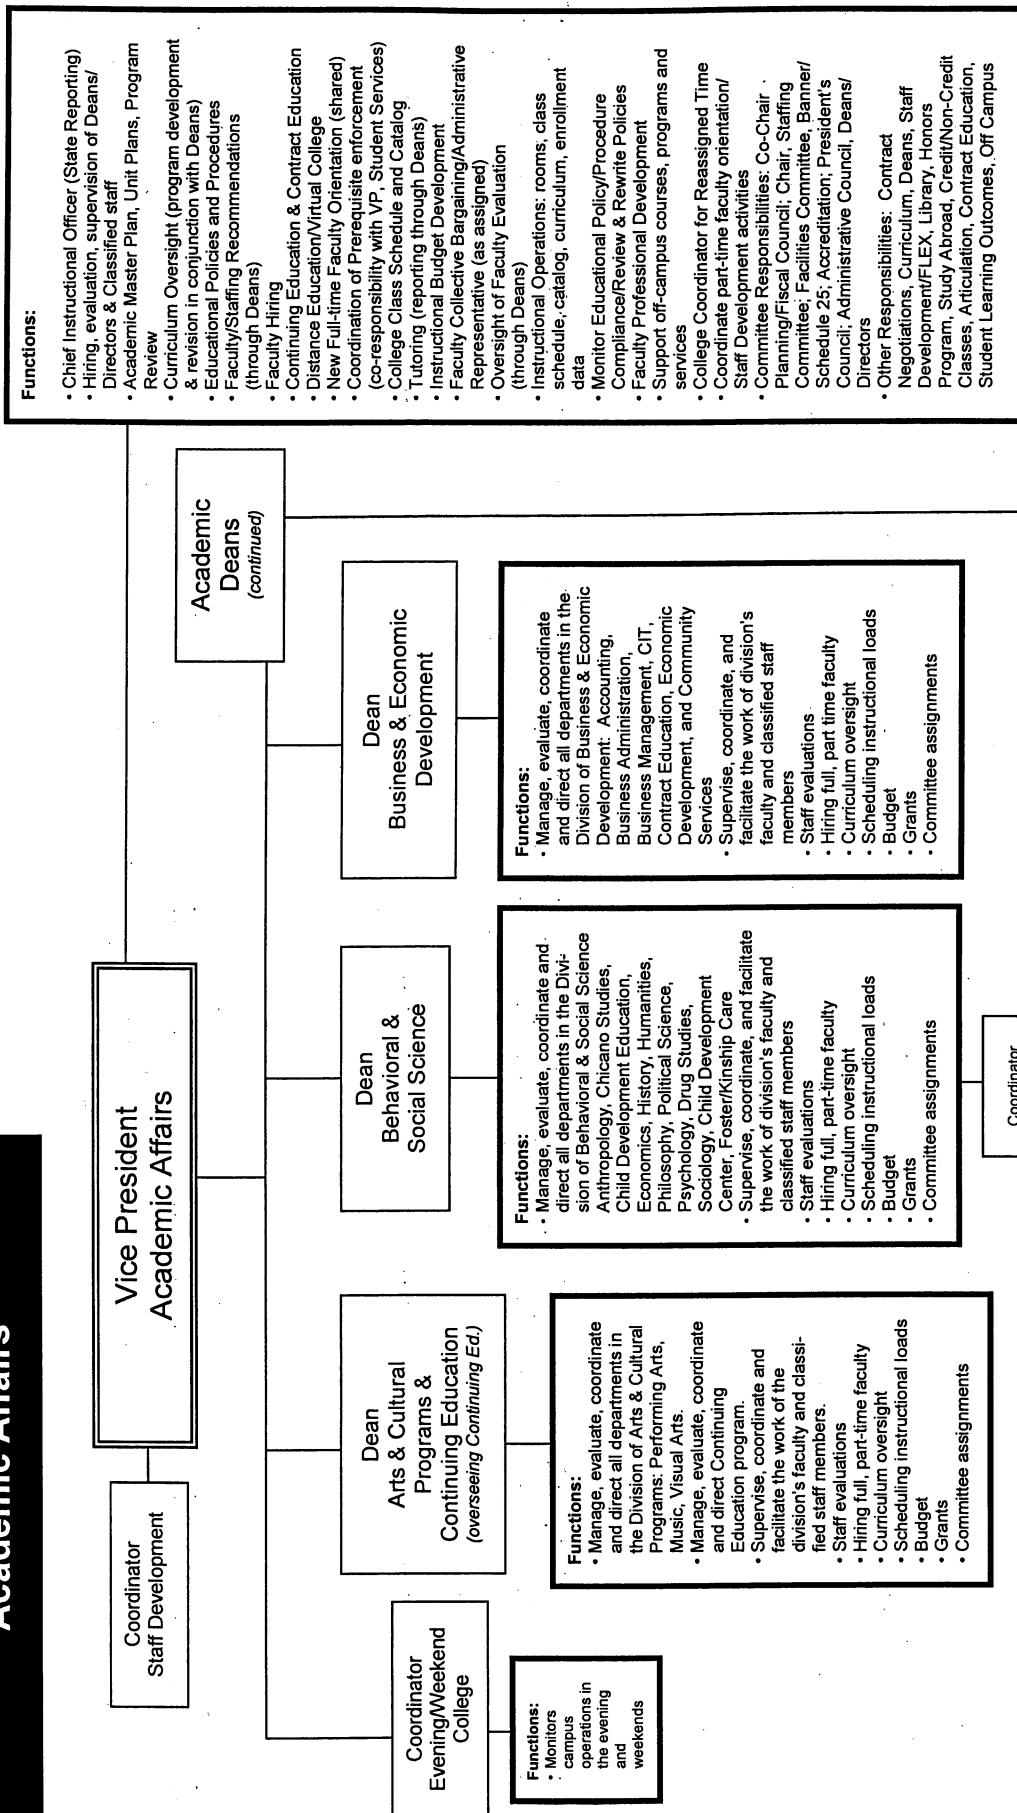 Academic Affairs
Coordinator
Staff Development
Vice President
Academic Affairs
Functions:
• Chief Instructional Officer (State Reporting)
• Hiring, evaluation, supervision of Deans/
Directors & Classified staff
• Academic Master Plan, Unit Plans, Program
Review
• Curriculum Oversight (program development
& revision in conjunction with Deans)
• Educational Policies and Procedures
• Faculty/Staffing Recommendations
(through Deans)
• Faculty Hiring
• Continuing Education & Contract Education
• Distance Education/Virtual College
• New Full-time Faculty Orientation (shared)
• Coordination of Prerequisite enforcement
(co-responsibility with VP, Student Services)
• College Class Schedule and Catalog
• Tutoring (reporting through Deans)
• Instructional Budget Development
• Faculty Collective Bargaining/Administrative
Representative (as assigned)
• Oversight of Faculty Evaluation
(through Deans)
• Instructional Operations: rooms, class
schedule, catalog, curriculum, enrollment
data
• Monitor Educational Policy/Procedure
Compliance/Review & Rewrite Policies
• Faculty Professional Development
• Support off-campus courses, programs and
services
• College Coordinator for Reassigned Time
• Coordinate part-time faculty orientation/
Staff Development activities
• Committee Responsibilities: Co-Chair
Planning/Fiscal Council; Chair, Staffing
Committee; Facilities Committee, Banner/
Schedule 25; Accreditation; President's
Council; Administrative Council, Deans/
Directors
• Other Responsibilities: Contract
Negotiations, Curriculum, Deans, Staff
Development/FLEX, Library, Honors
Program, Study Abroad, Credit/Non-Credit
Classes, Articulation, Contract Education,
Student Learning Outcomes, Off Campus
Academic
Deans
(continued)
Coordinator
Evening/Weekend
College
Functions:
• Monitors
campus
operations in
the evening
and
weekends
Dean
Arts & Cultural
Programs &
Continuing Education
(overseeing Continuing Ed.)
Functions:
• Manage, evaluate, coordinate
and direct all departments in
the Division of Arts & Cultural
Programs: Performing Arts,
Music, Visual Arts.
• Manage, evaluate, coordinate
and direct Continuing
Education program.
• Supervise, coordinate and
facilitate the work of the
division's faculty and classi-
fied staff members.
• Staff evaluations
• Hiring full, part-time faculty
• Curriculum oversight
• Scheduling instructional loads
• Budget
• Grants
• Committee assignments
Dean
Behavioral &
Social Science
Functions:
• Manage, evaluate, coordinate and
direct all departments in the Divi-
sion of Behavioral & Social Science
Anthropology, Chicano Studies,
Child Development Education,
Economics, History, Humanities,
Philosophy, Political Science,
Psychology, Drug Studies,
Sociology, Child Development
Center, Foster/Kinship Care
• Supervise, coordinate, and facilitate
the work of division's faculty and
classified staff members
• Staff evaluations
• Hiring full, part-time faculty
• Curriculum oversight
• Scheduling instructional loads
• Budget
• Grants
• Committee assignments
Coordinator
Dean
Business & Economic
Development
Functions:
• Manage, evaluate, coordinate
and direct all departments in the
Division of Business & Economic
Development: Accounting,
Business Administration,
Business Management, CIT,
Contract Education, Economic
Development, and Community
Services
• Supervise, coordinate, and
facilitate the work of division's
faculty and classified staff
members
• Staff evaluations
• Hiring full, part time faculty
• Curriculum oversight
• Scheduling instructional loads
• Budget
• Grants
• Committee assignments